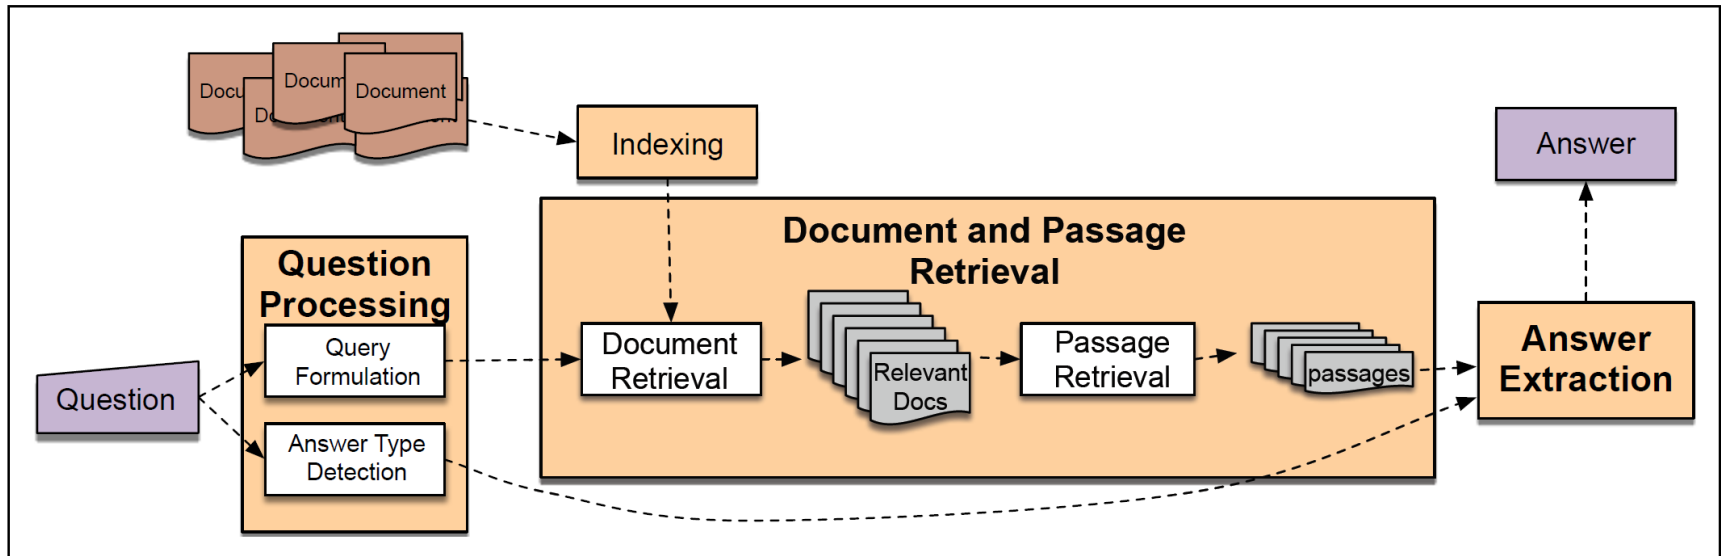 Docu
Docum
Document
Indexing
Answer
Document and Passage
Retrieval
Question
Processing
Query
Formulation
Document
Retrieval
Relevant
Docs
Passage
Retrieval
passages
Answer
Extraction
Question
Answer Type
Detection